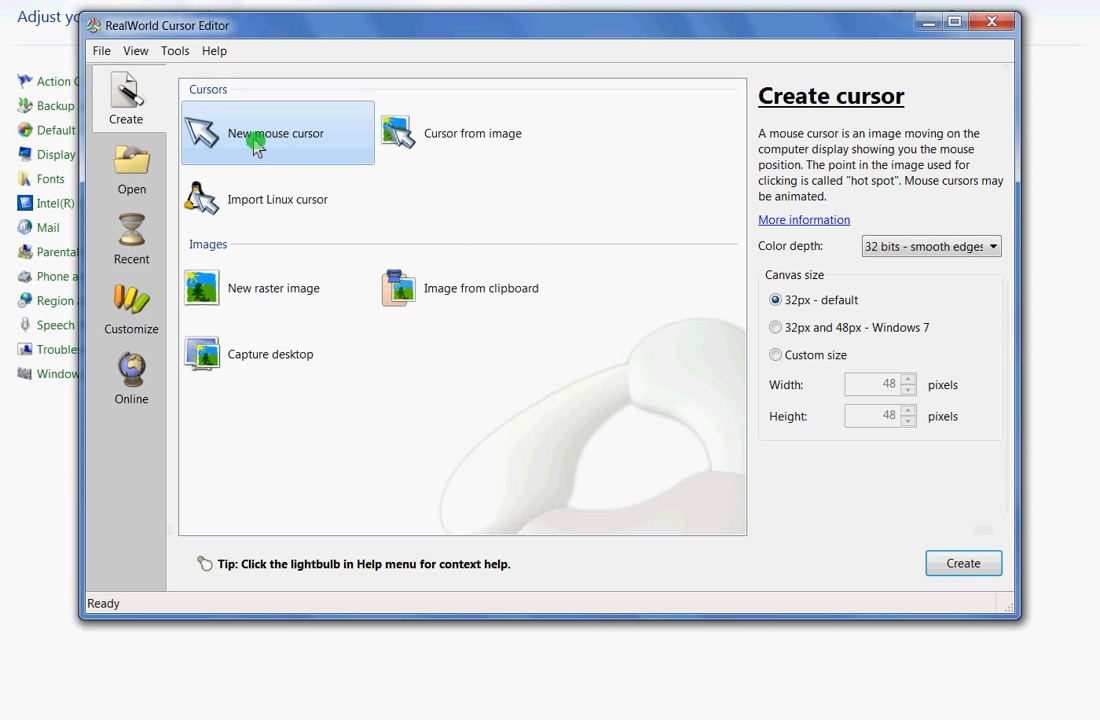 Adjust yo
RealWorld Cursor Editor
File View Tools Help
Action C
Backup
Default
Display
Fonts
Intel(R)
Mail
Parental
Phone a
Region
Speech
Troubles
Window
Create
Open
Recent
Customize
Online
Cursors
New mouse cursor
Cursor from image
Import Linux cursor
Images
New raster image
Image from clipboard
Capture desktop
Create cursor
A mouse cursor is an image moving on the
computer display showing you the mouse
position. The point in the image used for
clicking is called "hot spot". Mouse cursors may
be animated.
More information
Color depth: 32 bits - smooth edges
Canvas size
32px - default
32px and 48px - Windows 7
Custom size
Width: 48 pixels
Height: 48 pixels
Tip: Click the lightbulb in Help menu for context help.
Create
Ready